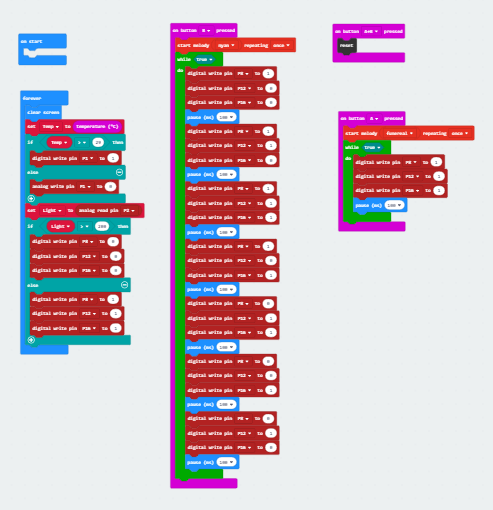 on start
forever
clear screen
set Temp to temperature (°C)
if Temp ≥ 29 then
digital write pin P1 to 1
else
analog write pin P1 to 0
set Light to analog read pin P2
if Light ≥ then
digital write pin P8 to 0
digital write pin P12 to 0
digital write pin P16 to 0
else
digital write pin P8 to 1
digital write pin P12 to 1
digital write pin P16 to 1
on button pressed
start melody nyan repeating once
while true
do digital write pin P8 to 1
digital write pin P12 to 0
digital write pin P16 to 0
pause (ms) 100
digital write pin P8 to 1
digital write pin P12 to 1
digital write pin P16 to 0
pause (ms) 100
digital write pin P8 to 1
digital write pin P12 to 1
digital write pin P16 to 1
pause (ms) 100
digital write pin P8 to 1
digital write pin P12 to 0
digital write pin P16 to 1
pause (ms) 100
digital write pin P8 to 0
digital write pin P12 to 1
digital write pin P16 to 1
pause (ms) 100
digital write pin P8 to 0
digital write pin P12 to 0
digital write pin P16 to 1
pause (ms) 100
digital write pin P8 to 0
digital write pin P12 to 1
digital write pin P16 to 0
pause (ms) 100
on button A+B pressed
reset
on button pressed
start melody funeral repeating once
while true
do digital write pin P8 to 1
digital write pin P12 to 1
digital write pin P16 to 1
pause (ms) 100